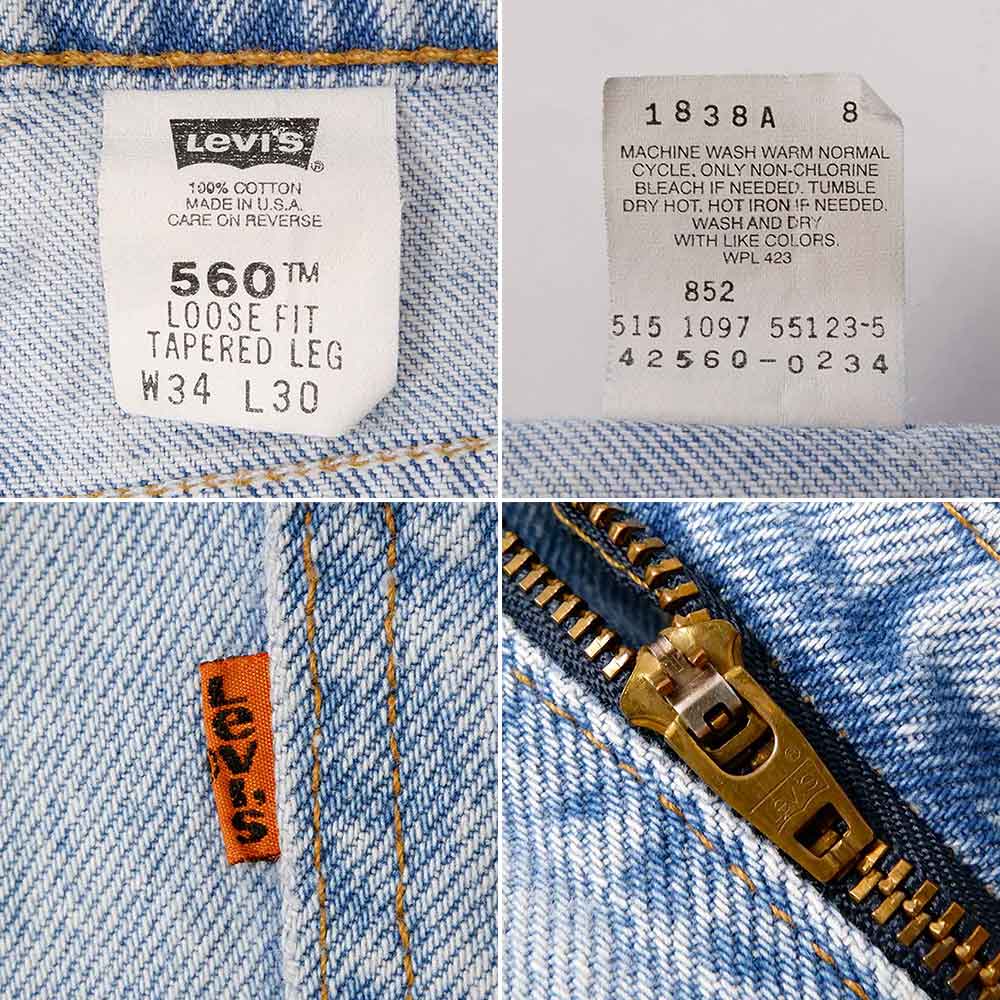 LEVI'S ®
100% COTTON
MADE IN U.S.A.
CARE ON REVERSE
560™
LOOSE FIT
TAPERED LEG
W34 L30
1838A 8
MACHINE WASH WARM NORMAL
CYCLE, ONLY NON-CHLORINE
BLEACH IF NEEDED. TUMBLE
DRY HOT. HOT IRON IF NEEDED.
WASH AND DRY
WITH LIKE COLORS.
WPL 423
852
515 1097 55123-5
42560-0234
LEVI'S
LEVI'S ®